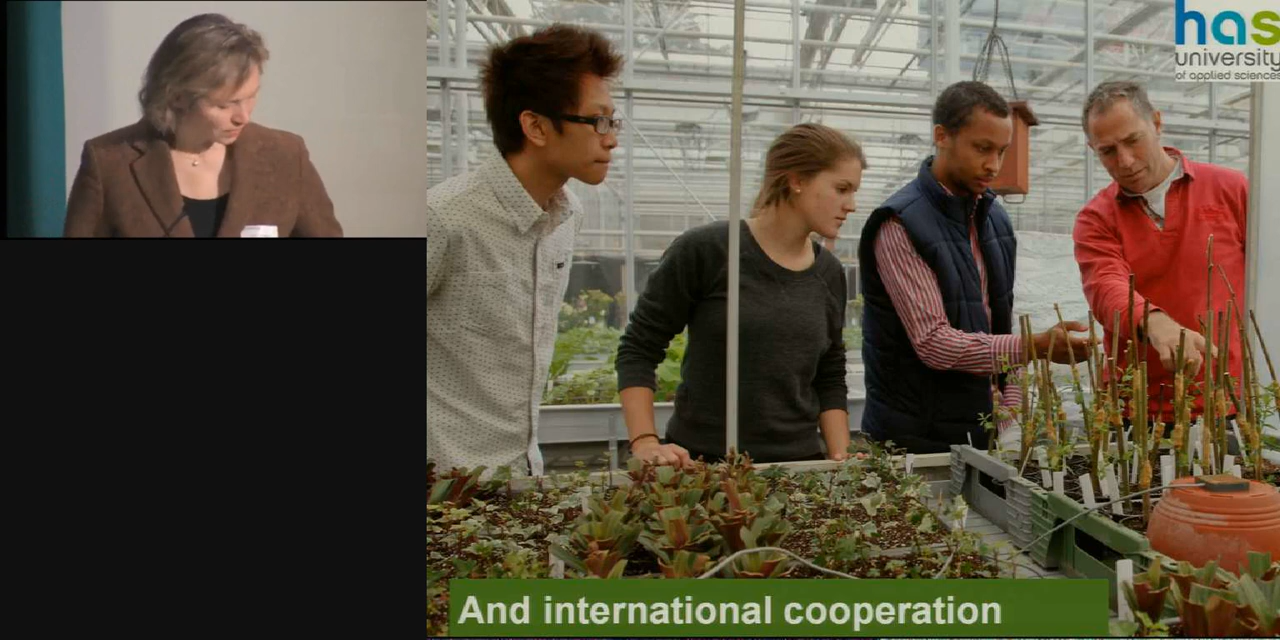 has
university
of applied sciences
And international cooperation